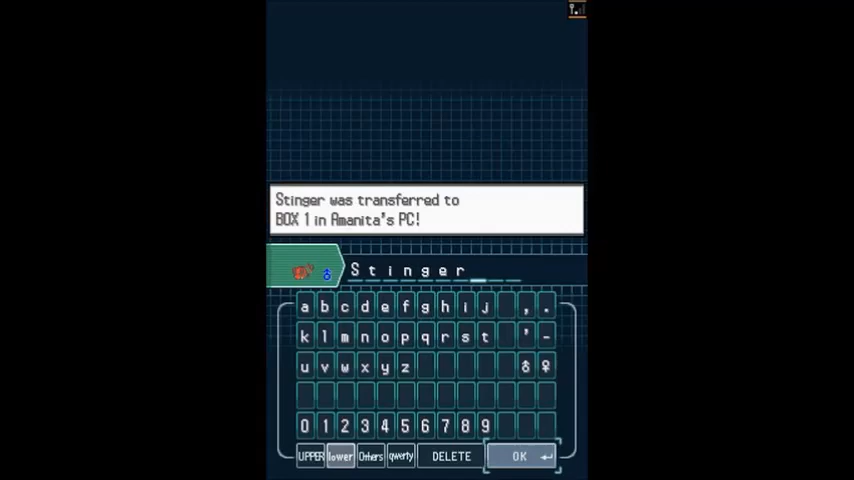 Stinger was transferred to
BOX 1 in Amanita's PC!
♂ Stinger
a b c d e f g h i j , .
k l m n o p q r s t ' -
u v w x y z ♂ ♀
0 1 2 3 4 5 6 7 8 9
UPPER lower Others qwerty DELETE OK